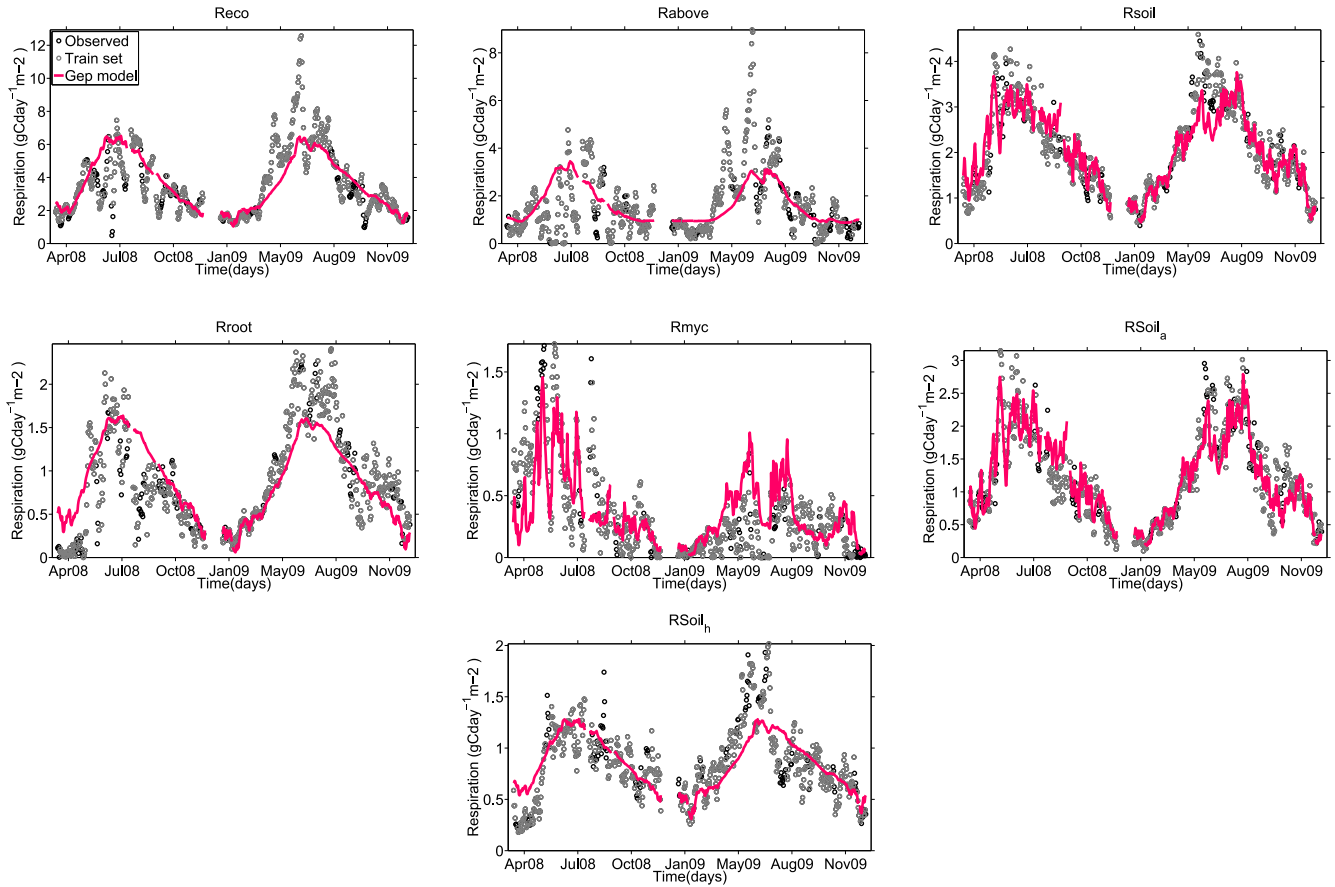 Reco
Observed
Train set
Gep model
Respiration (gCday−1m−2 )
0
2
4
6
8
10
12
Apr08 Jul08 Oct08 Jan09 May09 Aug09 Nov09
Time(days)
Rabove
Respiration (gCday−1m−2 )
0
2
4
6
8
Apr08 Jul08 Oct08 Jan09 May09 Aug09 Nov09
Time(days)
Rsoil
Respiration (gCday−1m−2 )
0
1
2
3
4
Apr08 Jul08 Oct08 Jan09 May09 Aug09 Nov09
Time(days)
Rroot
Respiration (gCday−1m−2 )
0
0.5
1
1.5
2
Apr08 Jul08 Oct08 Jan09 May09 Aug09 Nov09
Time(days)
Rmyc
Respiration (gCday−1m−2 )
0
0.5
1
1.5
Apr08 Jul08 Oct08 Jan09 May09 Aug09 Nov09
Time(days)
RSoila
Respiration (gCday−1m−2 )
0
0.5
1
1.5
2
2.5
3
Apr08 Jul08 Oct08 Jan09 May09 Aug09 Nov09
Time(days)
RSoilh
Respiration (gCday−1m−2 )
0
0.5
1
1.5
2
Apr08 Jul08 Oct08 Jan09 May09 Aug09 Nov09
Time(days)